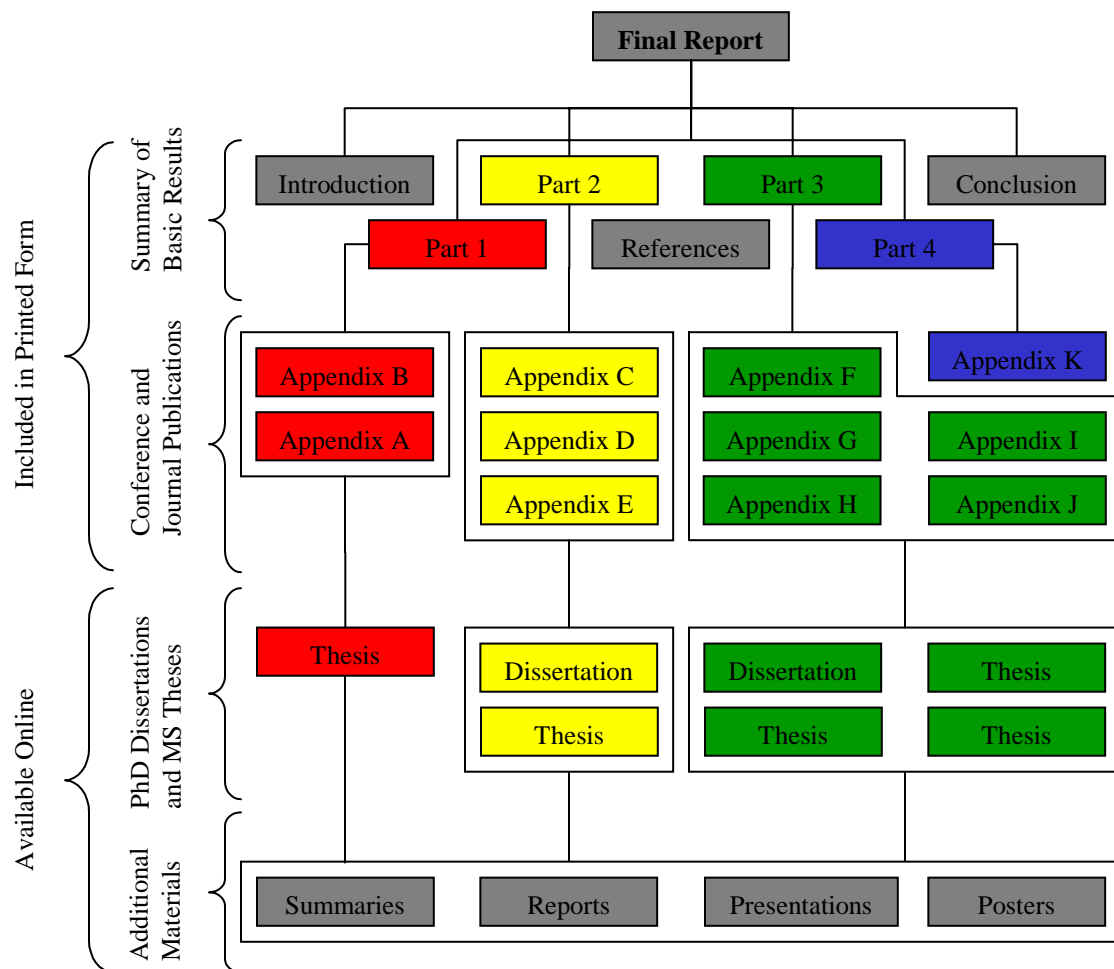 Final Report
Included in Printed Form
Summary of
Basic Results
Introduction
Part 2
Part 3
Conclusion
Part 1
References
Part 4
Conference and
Journal Publications
Appendix B
Appendix C
Appendix F
Appendix K
Appendix A
Appendix D
Appendix G
Appendix I
Appendix E
Appendix H
Appendix J
Available Online
PhD Dissertations
and MS Theses
Thesis
Dissertation
Dissertation
Thesis
Thesis
Thesis
Thesis
Additional
Materials
Summaries
Reports
Presentations
Posters